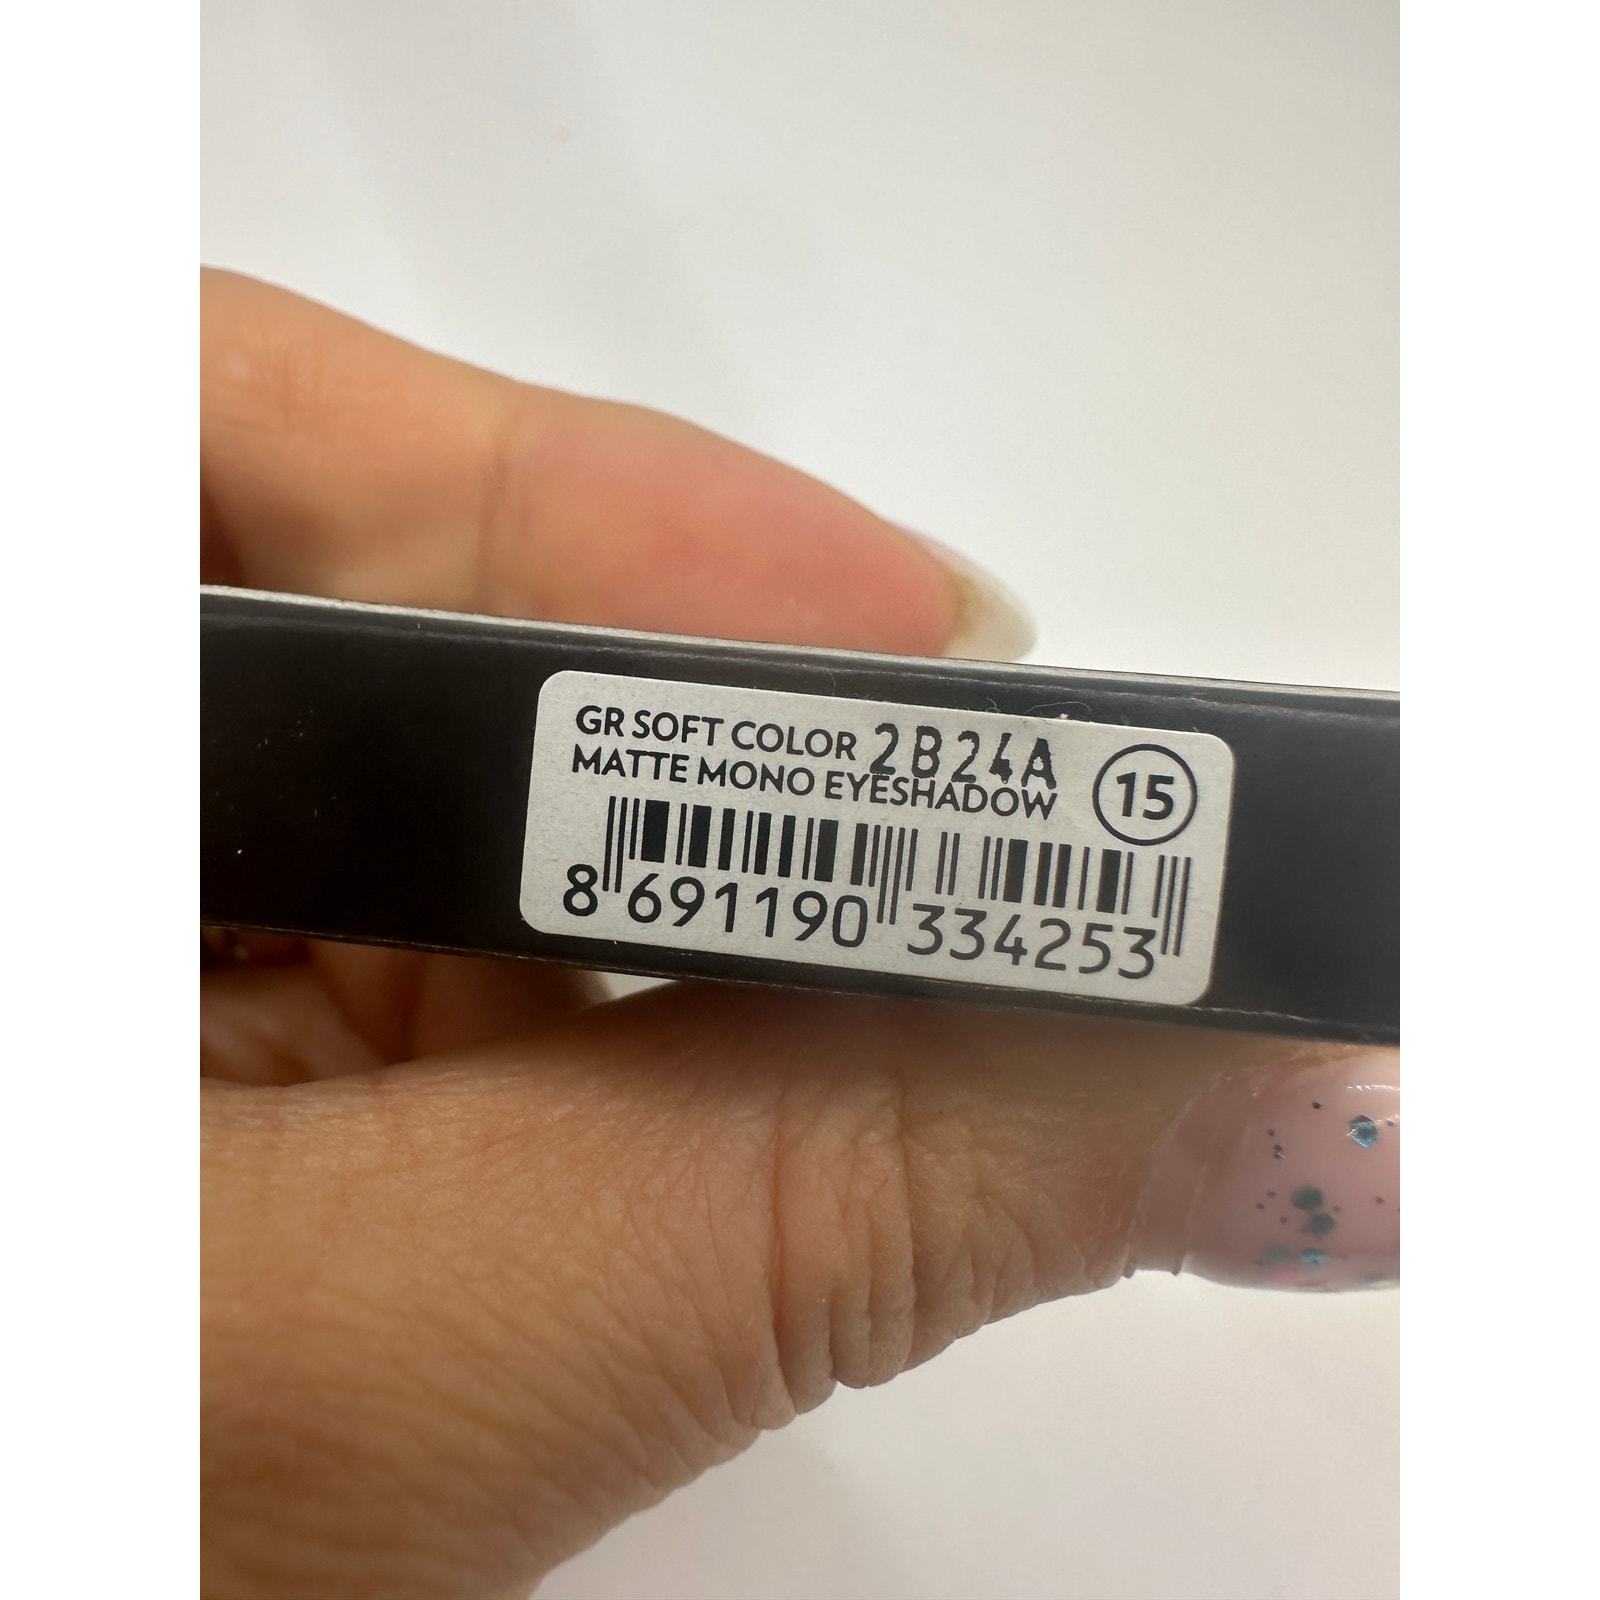 GR SOFT COLOR 2B24A
MATTE MONO EYESHADOW 15
8 691190 334253